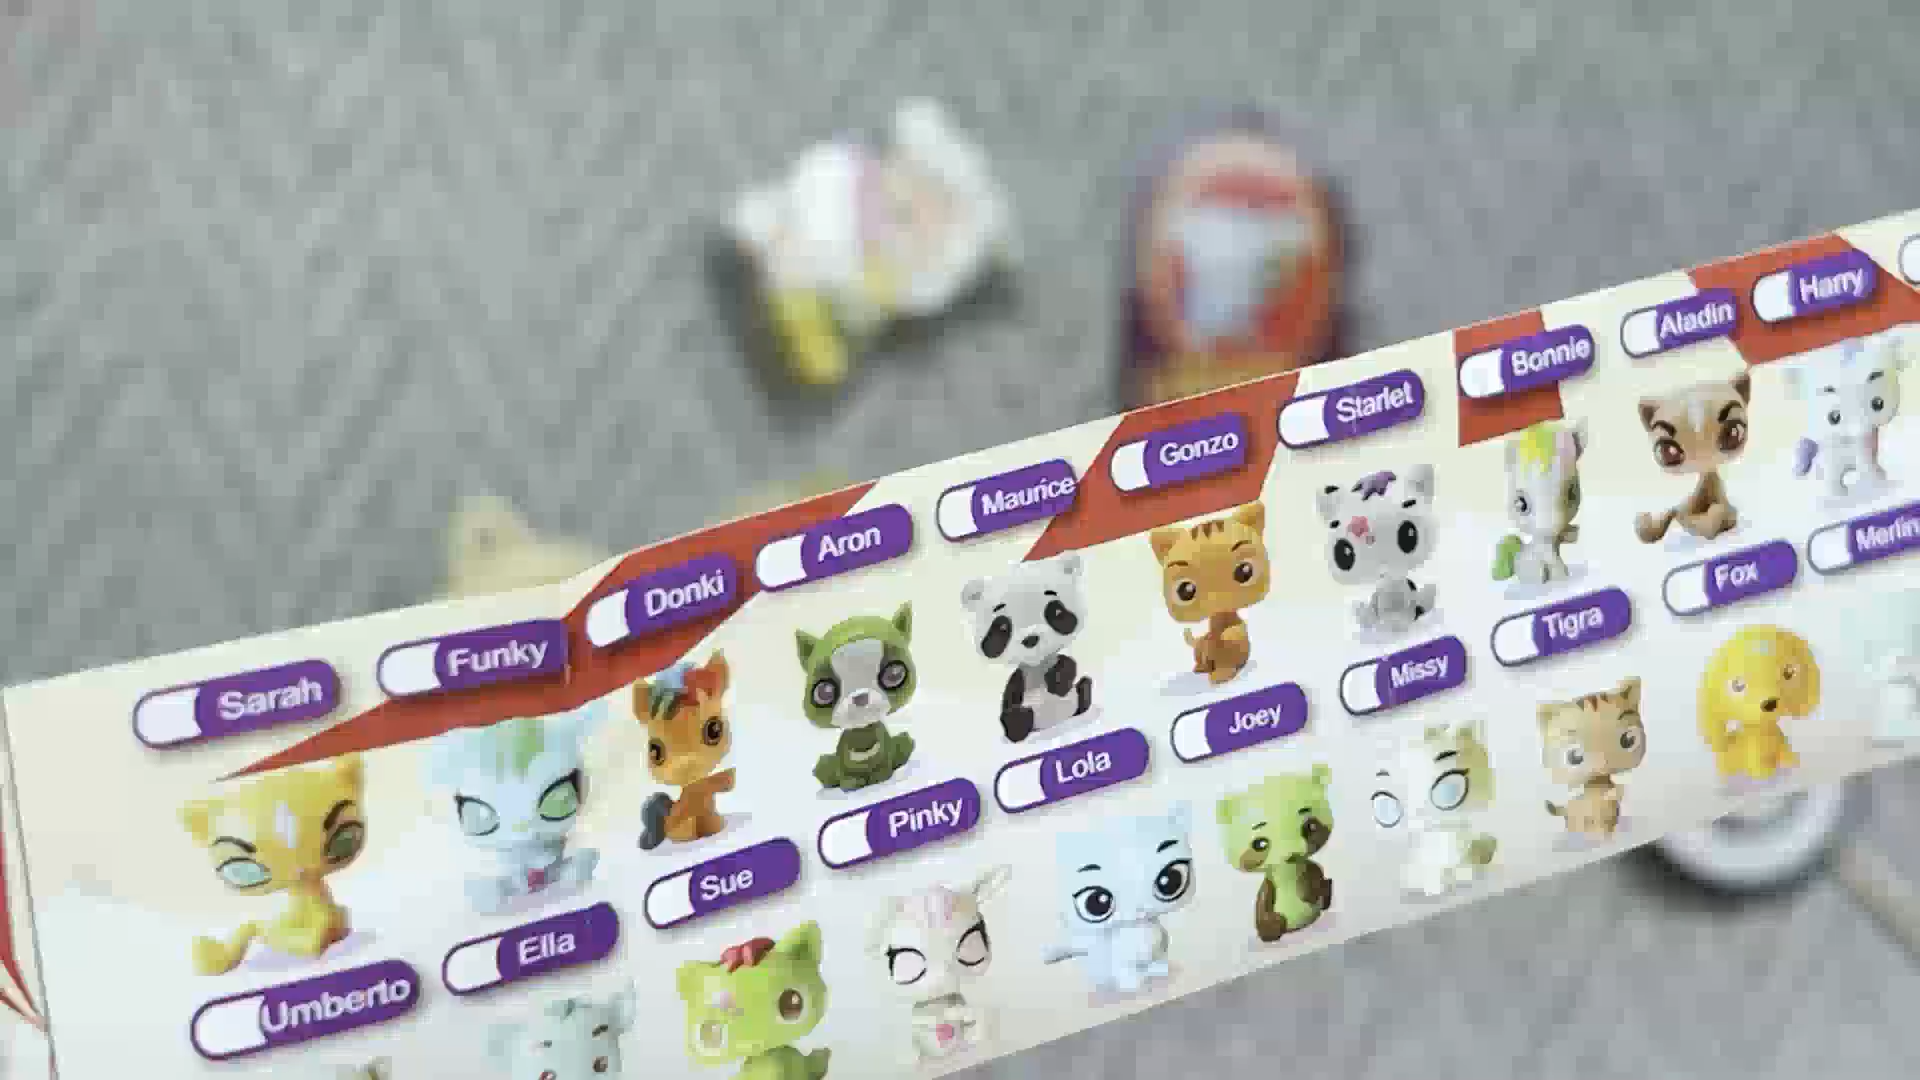 Sarah
Funky
Donki
Aron
Maurice
Gonzo
Starlet
Bonnie
Aladin
Harry
Umberto
Ella
Sue
Pinky
Lola
Joey
Missy
Tigra
Fox
Merlin